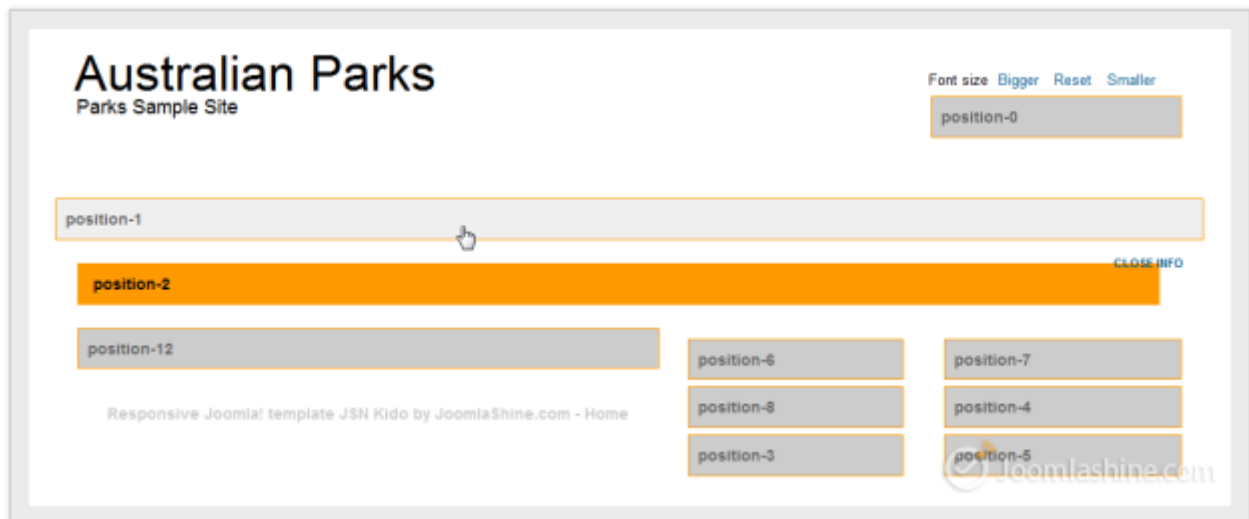 Australian Parks
Parks Sample Site
Font size Bigger Reset Smaller
position-0
position-1
CLOSE INFO
position-2
position-12
position-6
position-7
Responsive Joomla! template JSN Kido by JoomlaShine.com - Home
position-8
position-4
position-3
position-5
Joomlashine.com